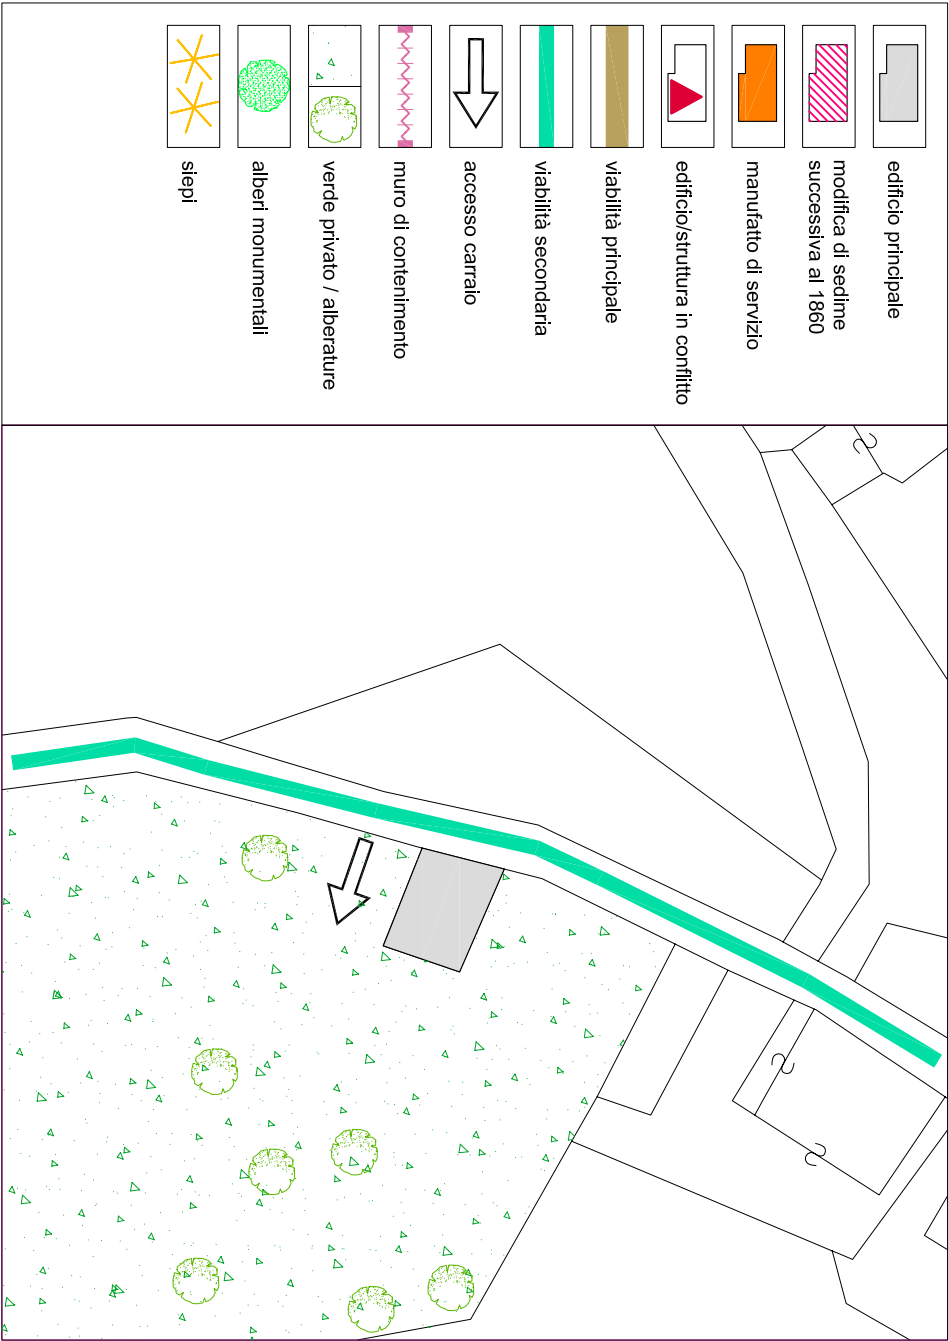 edificio principale
modifica di sedime
successiva al 1860
manufatto di servizio
edificio/struttura in conflitto
viabilità principale
viabilità secondaria
accesso carraio
muro di contenimento
verde privato / alberature
alberi monumentali
siepi